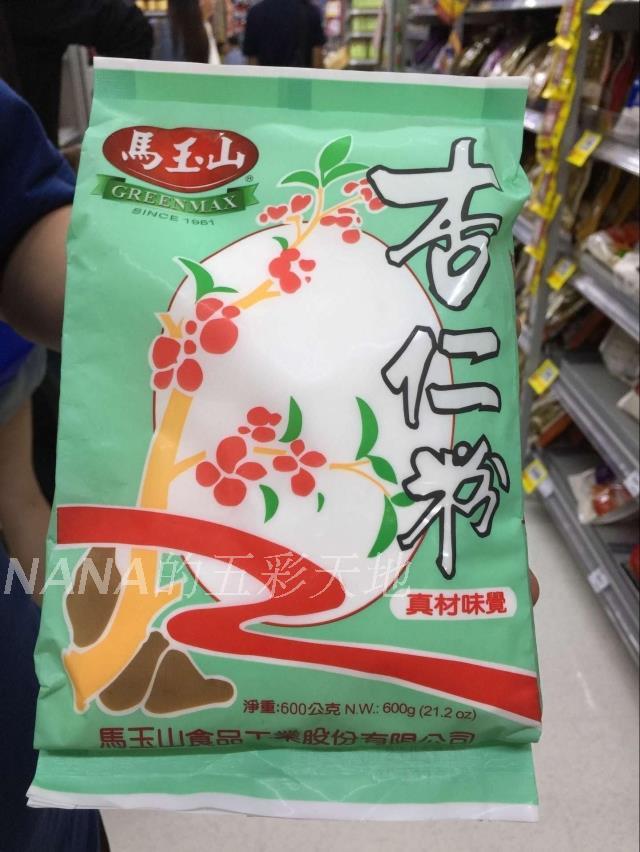 馬玉山
GREENMAX
SINCE 1961
杏仁粉
NANA的五彩天地
真材味覺
淨重:600公克 N.W.: 600g (21.2 oz)
馬玉山食品工業股份有限公司